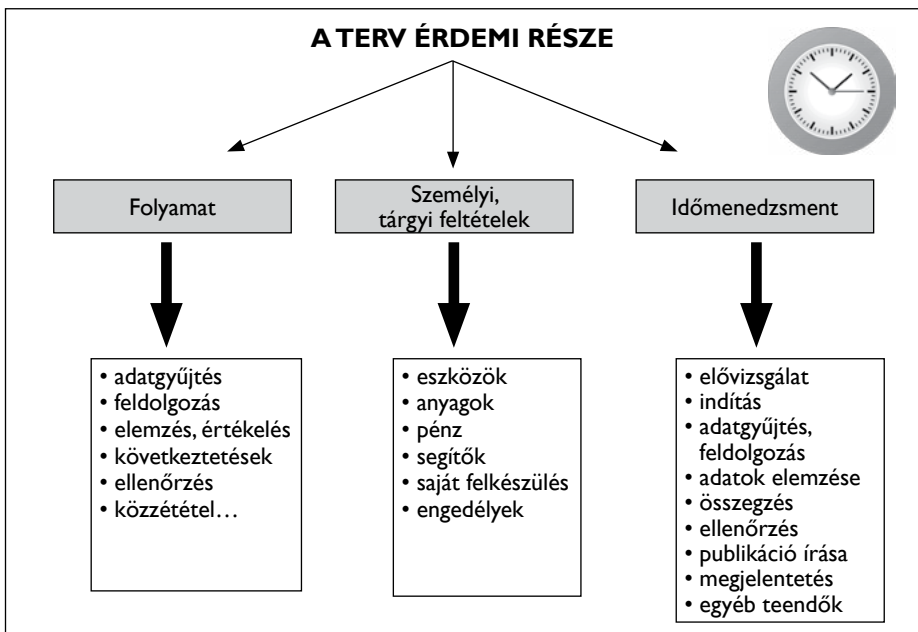 A TERV ÉRDEMI RÉSZE
Folyamat
Személyi,
tárgyi feltételek
Időmenedzsment
• adatgyűjtés
• feldolgozás
• elemzés, értékelés
• következtetések
• ellenőrzés
• közzététel…
• eszközök
• anyagok
• pénz
• segítők
• saját felkészülés
• engedélyek
• elővizsgálat
• indítás
• adatgyűjtés,
feldolgozás
• adatok elemzése
• összegzés
• ellenőrzés
• publikáció írása
• megjelentetés
• egyéb teendők